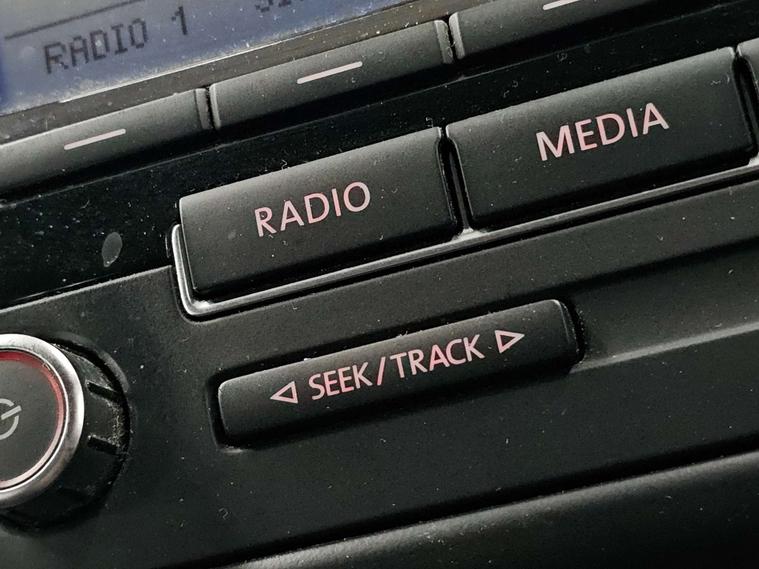 RADIO 1
MEDIA
RADIO
◁ SEEK/TRACK ▷